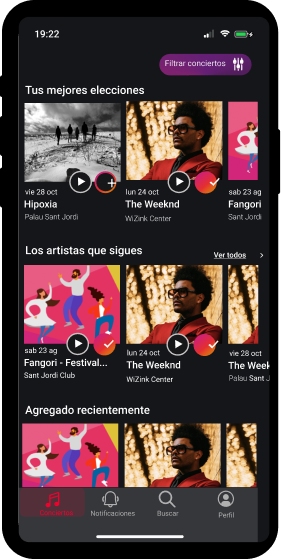 19:22
Filtrar conciertos
Tus mejores elecciones
vie 28 oct
Hipoxia
Palau Sant Jordi
lun 24 oct
The Weeknd
WiZink Center
sab 23 ag
Fangori
Sant Jordi
Los artistas que sigues
Ver todos
sab 23 ag
Fangori - Festival...
Sant Jordi Club
lun 24 oct
The Weeknd
WiZink Center
vie 28 oct
The Week
Palau Sant J
Agregado recientemente
Conciertos
Notificaciones
Buscar
Perfil